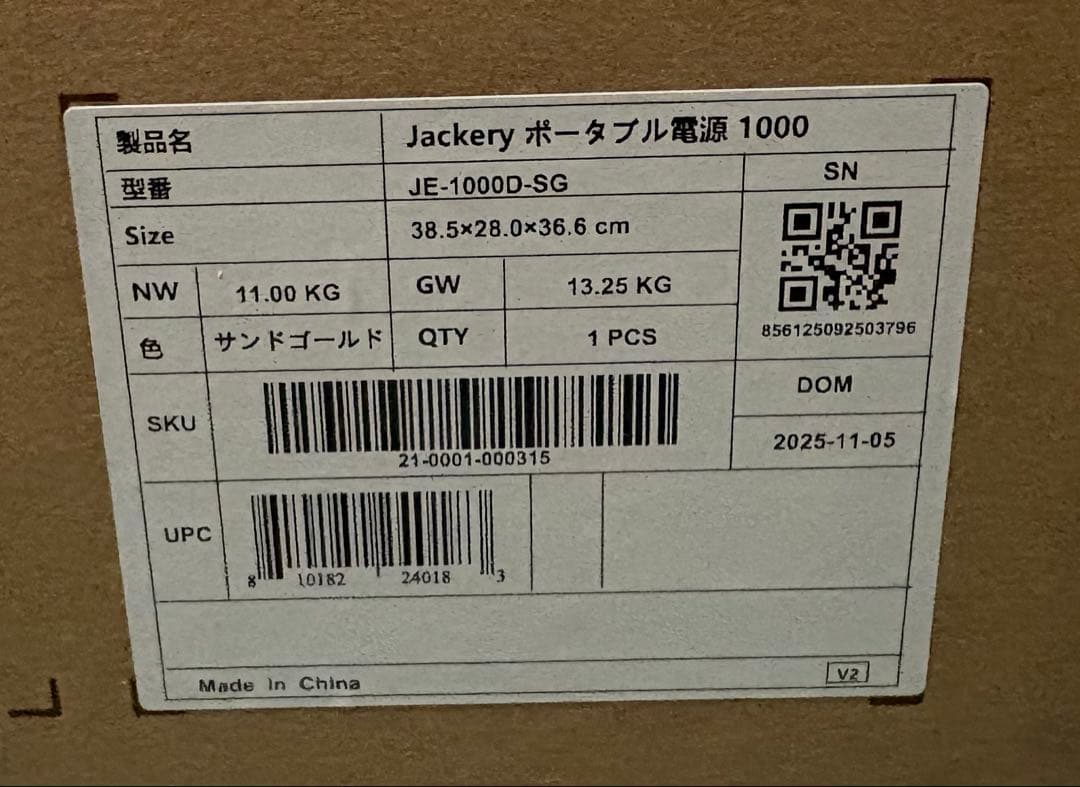 製品名 Jackery ポータブル電源 1000
型番 JE-1000D-SG SN
Size 38.5×28.0×36.6 cm
856125092503796
NW 11.00 KG GW 13.25 KG
色 サンドゴールド QTY 1 PCS
SKU 21-0001-000315
DOM
2025-11-05
UPC 8 10182 24018 3
Made In China V2